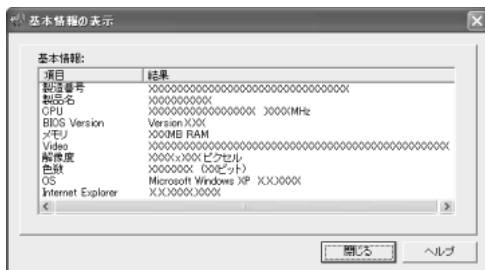 基本情報の表示
基本情報:
項目 結果
製造番号 XXXXXXXXXXXXXXXXXXXXXXXXXXXXXXXXX
製品名 XXXXXXXXXX
CPU XXXXXXXXXXXXXXXXX XXXXMHz
BIOS Version Version X.XX
メモリ XXXMB RAM
Video XXXXXXXXXXXXXXXXXXXXXXXXXXXXXXXXXXXXXXXXXXXXXXXXXX
解像度 XXXX x XXX ピクセル
色数 XXXXXXX (XXビット)
OS Microsoft Windows XP X.X.XXXX
Internet Explorer X.X.XXXX.XXXX
閉じる ヘルプ